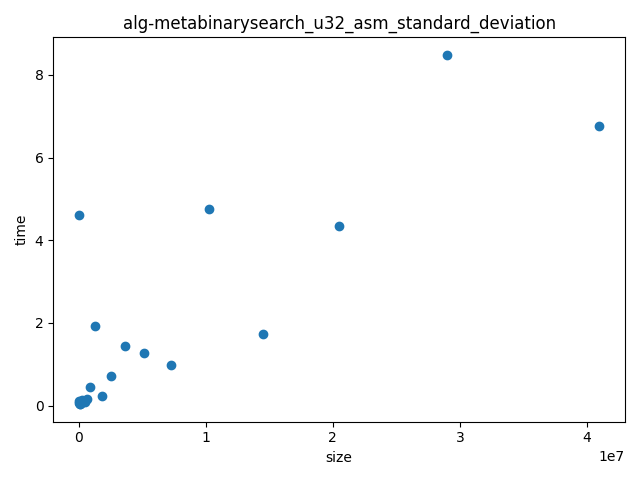 alg-metabinarysearch_u32_asm_standard_deviation
8
6
4
2
0
time
0
1
2
3
4
1e7
size